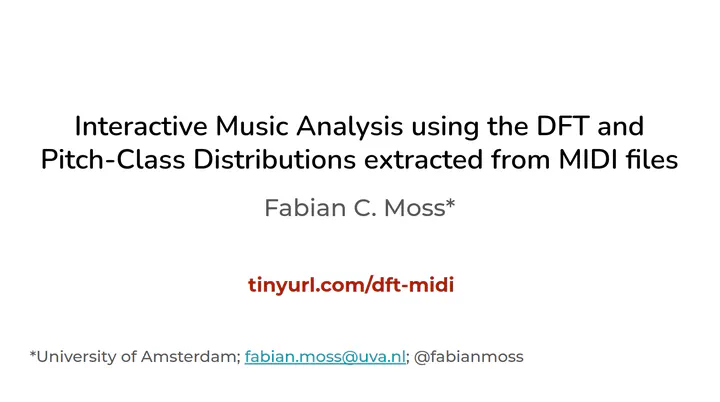 Interactive Music Analysis using the DFT and
Pitch-Class Distributions extracted from MIDI files
Fabian C. Moss*
tinyurl.com/dft-midi
*University of Amsterdam; fabian.moss@uva.nl; @fabianmoss